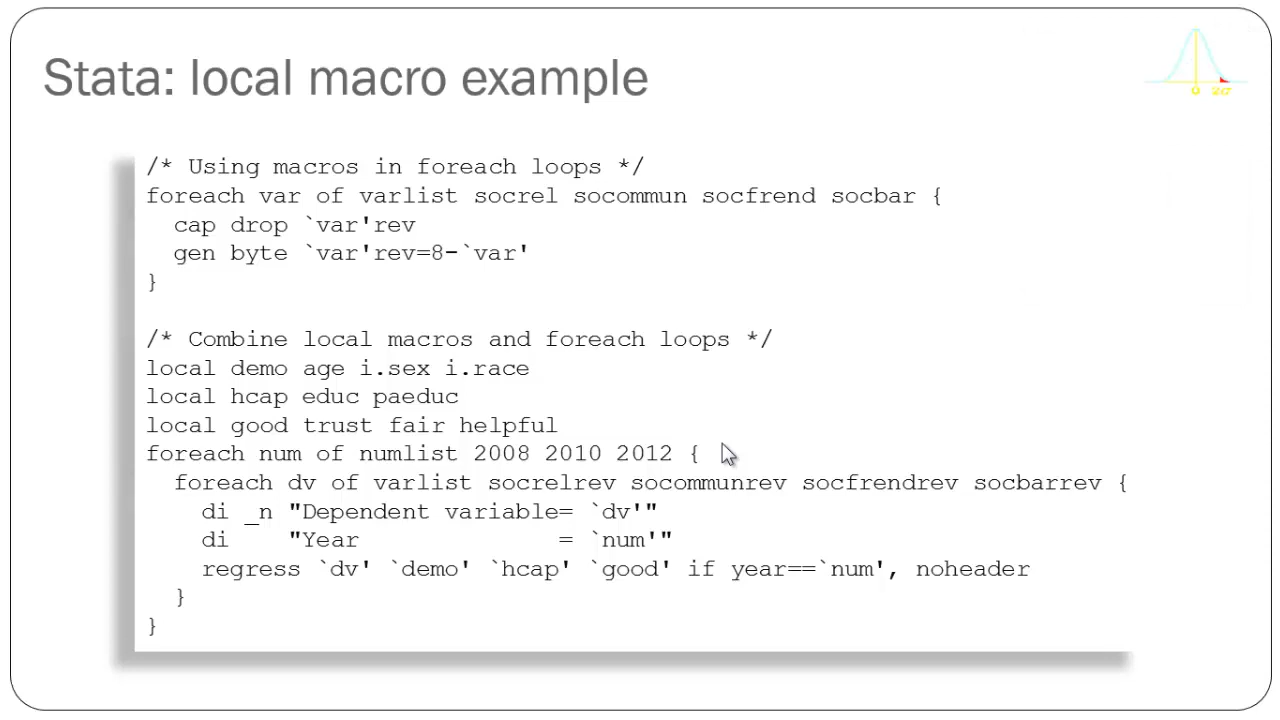 Stata: local macro example
0 2σ
/* Using macros in foreach loops */
foreach var of varlist socrel socommun socfrend socbar {
  cap drop `var'rev
  gen byte `var'rev=8-`var'
}
/* Combine local macros and foreach loops */
local demo age i.sex i.race
local hcap educ paeduc
local good trust fair helpful
foreach num of numlist 2008 2010 2012 {
  foreach dv of varlist socrelrev socommunrev socfrendrev socbarrev {
    di _n "Dependent variable= `dv'"
    di    "Year              = `num'"
    regress `dv' `demo' `hcap' `good' if year==`num', noheader
  }
}